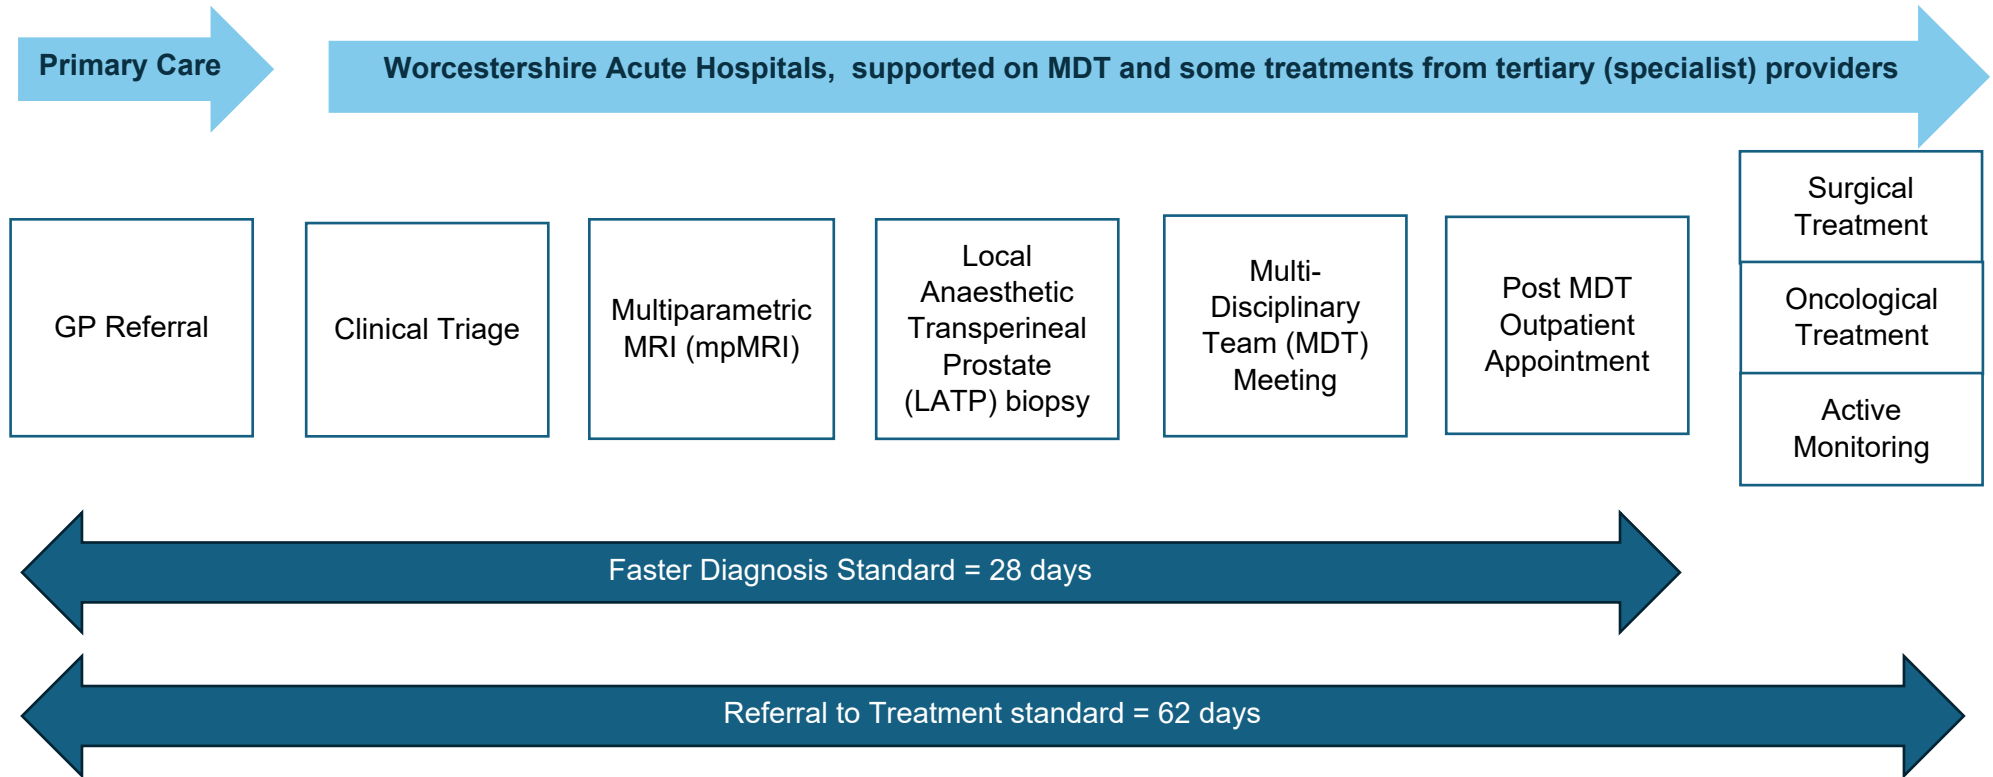 Primary Care
Worcestershire Acute Hospitals, supported on MDT and some treatments from tertiary (specialist) providers
GP Referral
Clinical Triage
Multiparametric
MRI (mpMRI)
Local
Anaesthetic
Transperineal
Prostate
(LATP) biopsy
Multi-
Disciplinary
Team (MDT)
Meeting
Post MDT
Outpatient
Appointment
Surgical
Treatment
Oncological
Treatment
Active
Monitoring
Faster Diagnosis Standard = 28 days
Referral to Treatment standard = 62 days